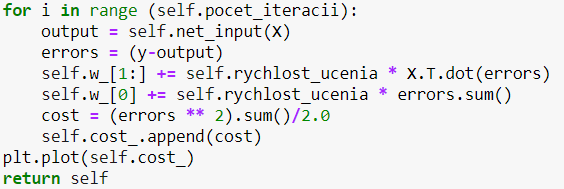 for i in range (self.pocet_iteracii):
    output = self.net_input(X)
    errors = (y-output)
    self.w_[1:] += self.rychlost_ucenia * X.T.dot(errors)
    self.w_[0] += self.rychlost_ucenia * errors.sum()
    cost = (errors ** 2).sum()/2.0
    self.cost_.append(cost)
plt.plot(self.cost_)
return self